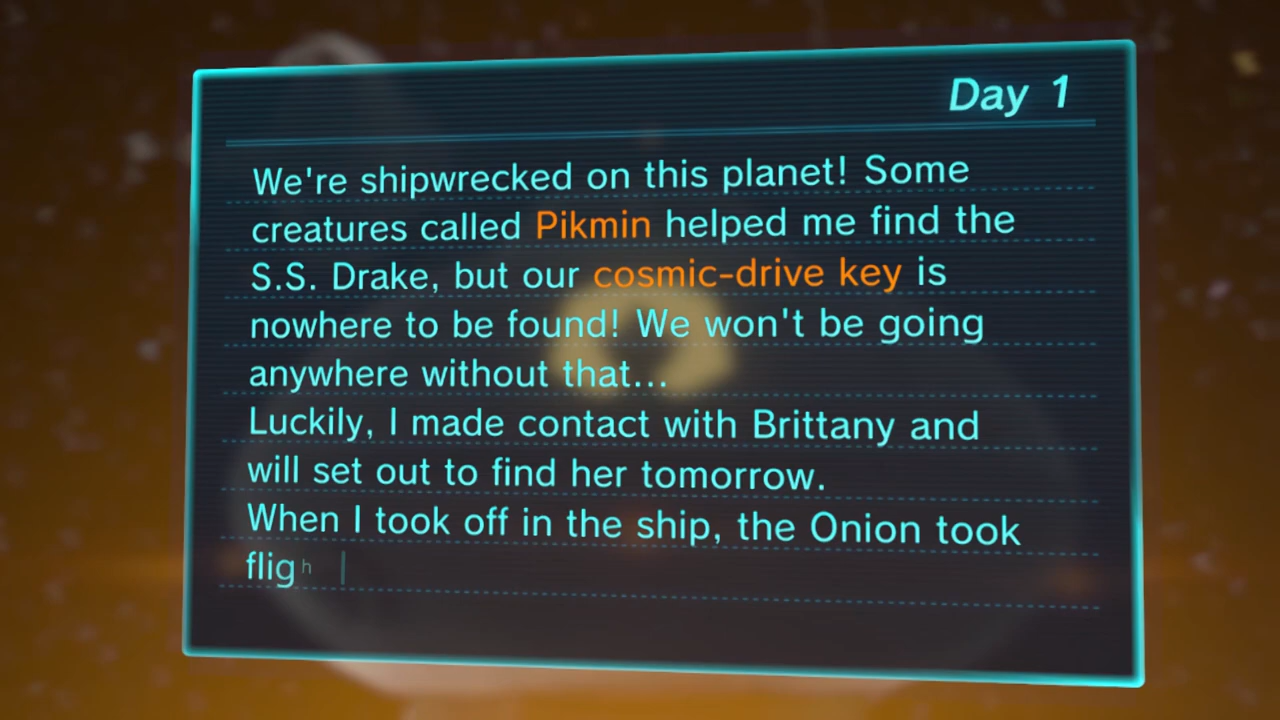 Day 1
We're shipwrecked on this planet! Some
creatures called Pikmin helped me find the
S.S. Drake, but our cosmic-drive key is
nowhere to be found! We won't be going
anywhere without that...
Luckily, I made contact with Brittany and
will set out to find her tomorrow.
When I took off in the ship, the Onion took
fligh